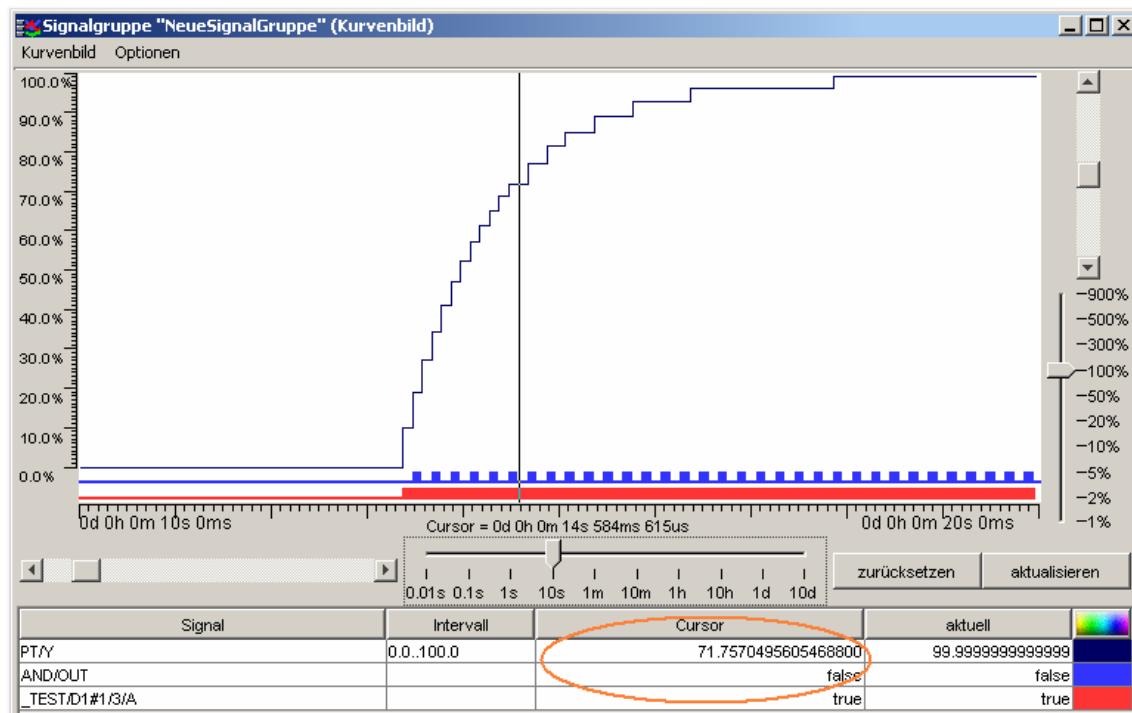 Signalgruppe "NeueSignalGruppe" (Kurvenbild)
Kurvenbild Optionen
100.0%
90.0%
80.0%
70.0%
60.0%
50.0%
40.0%
30.0%
20.0%
10.0%
0.0%
900%
500%
300%
100%
50%
20%
10%
5%
2%
1%
0d 0h 0m 10s 0ms
Cursor = 0d 0h 0m 14s 584ms 615us
0d 0h 0m 20s 0ms
0.01s 0.1s 1s 10s 1m 10m 1h 10h 1d 10d
zurücksetzen aktualisieren
Signal Intervall Cursor aktuell
PT/Y 0.0..100.0 71.7570495605468800 99.9999999999999
AND/OUT false false
_TEST/D1#1/3/A true true